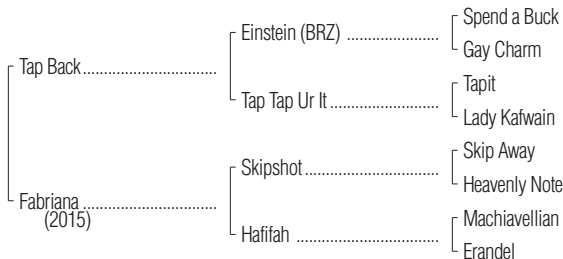 Spend a Buck
Einstein (BRZ) ....................
Gay Charm
Tap Back.............................
Tapit
Tap Tap Ur It .......................
Lady Kafwain
Skip Away
Skipshot.............................
Heavenly Note
Fabriana .............................
(2015)
Machiavellian
Hafifah ...............................
Erandel